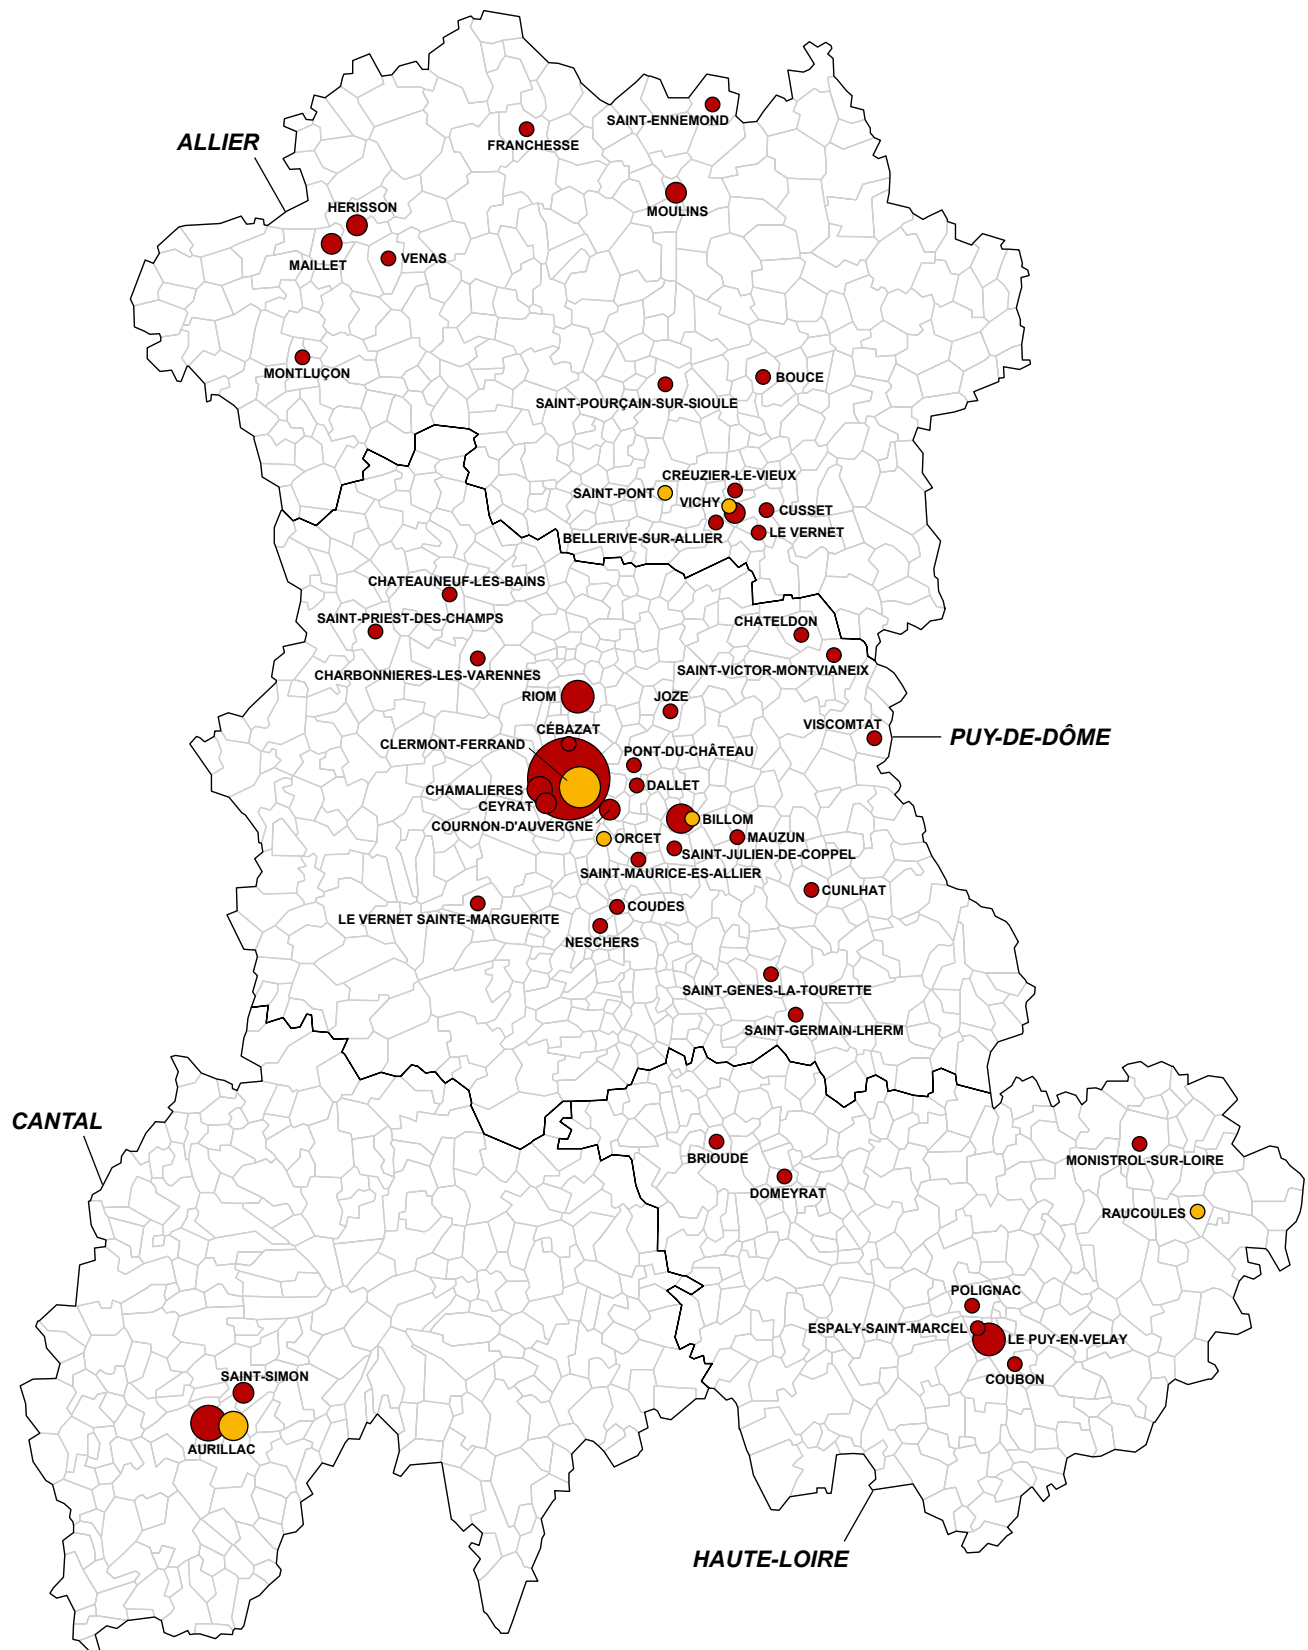 SAINT-ENNEMOND
ALLIER
FRANCHESSE
HERISSON
MOULINS
VENAS
MAILLET
MONTLUÇON
BOUCE
SAINT-POURÇAIN-SUR-SIOULE
CREUZIER-LE-VIEUX
SAINT-PONT
VICHY
CUSSET
LE VERNET
BELLERIVE-SUR-ALLIER
CHATEAUNEUF-LES-BAINS
SAINT-PRIEST-DES-CHAMPS
CHATELDON
CHARBONNIERES-LES-VARENNES
SAINT-VICTOR-MONTVIANEIX
RIOM
JOZE
VISCOMTAT
CÉBAZAT
PUY-DE-DÔME
CLERMONT-FERRAND
PONT-DU-CHÂTEAU
DALLET
CHAMALIERES
CEYRAT
BILLOM
COURNON-D'AUVERGNE
ORCET
MAUZUN
SAINT-JULIEN-DE-COPPEL
SAINT-MAURICE-ES-ALLIER
CUNLHAT
COUDES
LE VERNET SAINTE-MARGUERITE
NESCHERS
SAINT-GENES-LA-TOURETTE
SAINT-GERMAIN-LHERM
CANTAL
BRIOUDE
MONISTROL-SUR-LOIRE
DOMEYRAT
RAUCOULES
POLIGNAC
ESPALY-SAINT-MARCEL
LE PUY-EN-VELAY
SAINT-SIMON
COUBON
AURILLAC
HAUTE-LOIRE